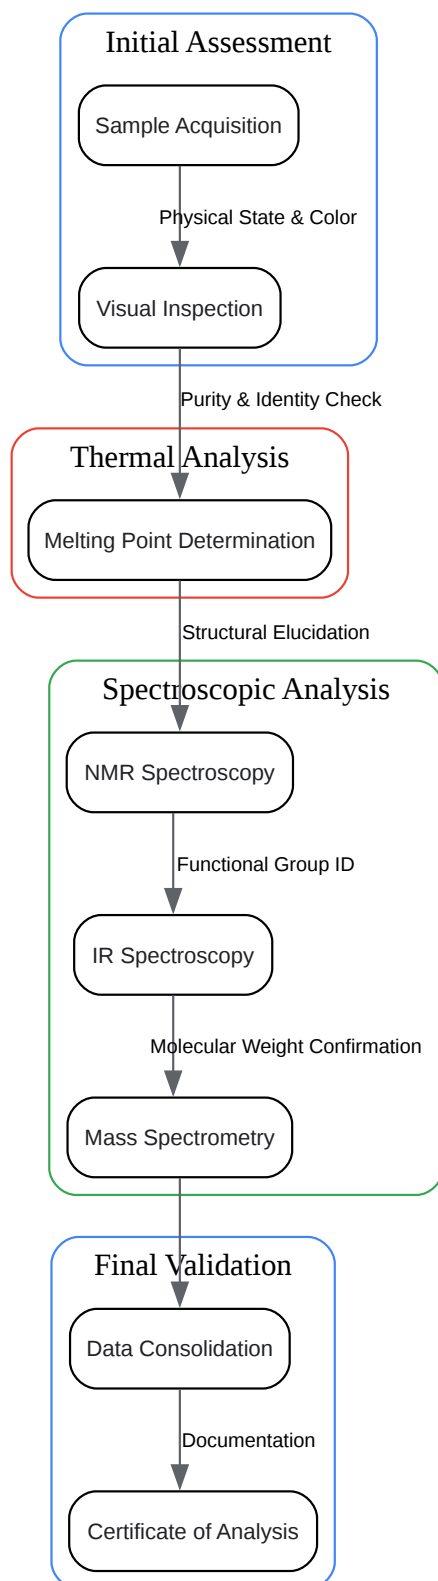 Initial Assessment
Sample Acquisition
Physical State & Color
Visual Inspection
Purity & Identity Check
Thermal Analysis
Melting Point Determination
Structural Elucidation
Spectroscopic Analysis
NMR Spectroscopy
Functional Group ID
IR Spectroscopy
Molecular Weight Confirmation
Mass Spectrometry
Final Validation
Data Consolidation
Documentation
Certificate of Analysis